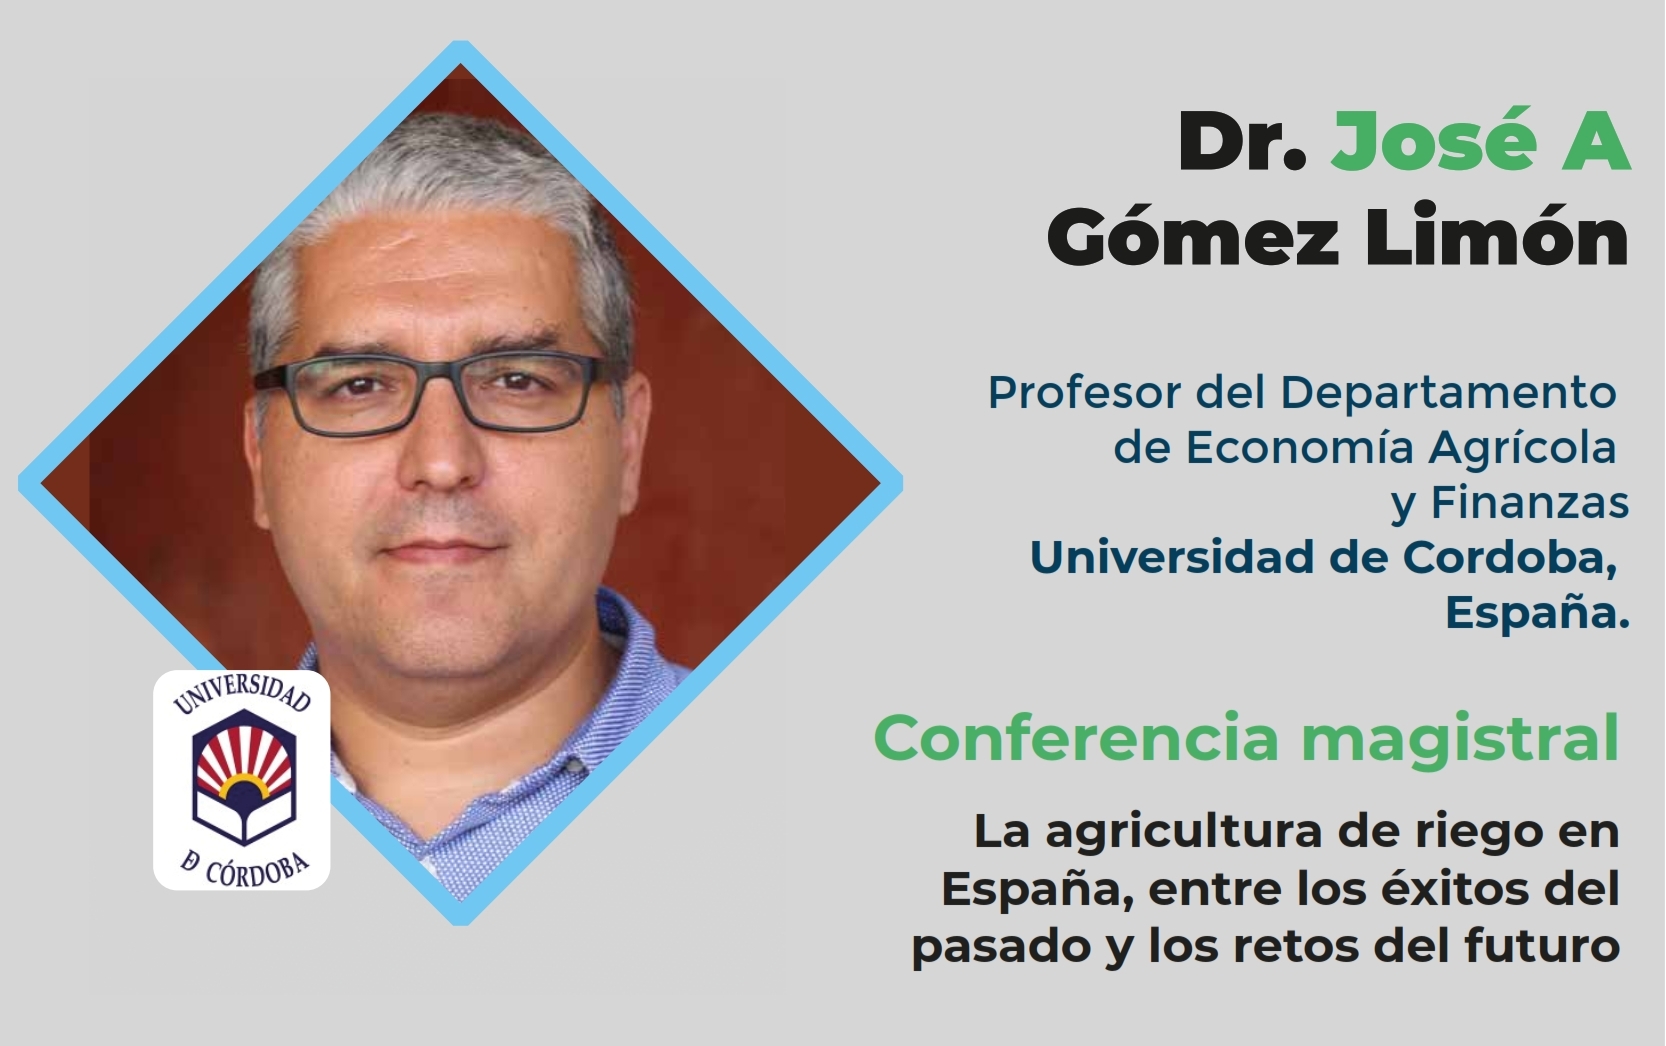 Dr. José A
Gómez Limón
Profesor del Departamento
de Economía Agrícola
y Finanzas
Universidad de Cordoba,
España.
Conferencia magistral
La agricultura de riego en
España, entre los éxitos del
pasado y los retos del futuro
UNIVERSIDAD
Đ CÓRDOBA